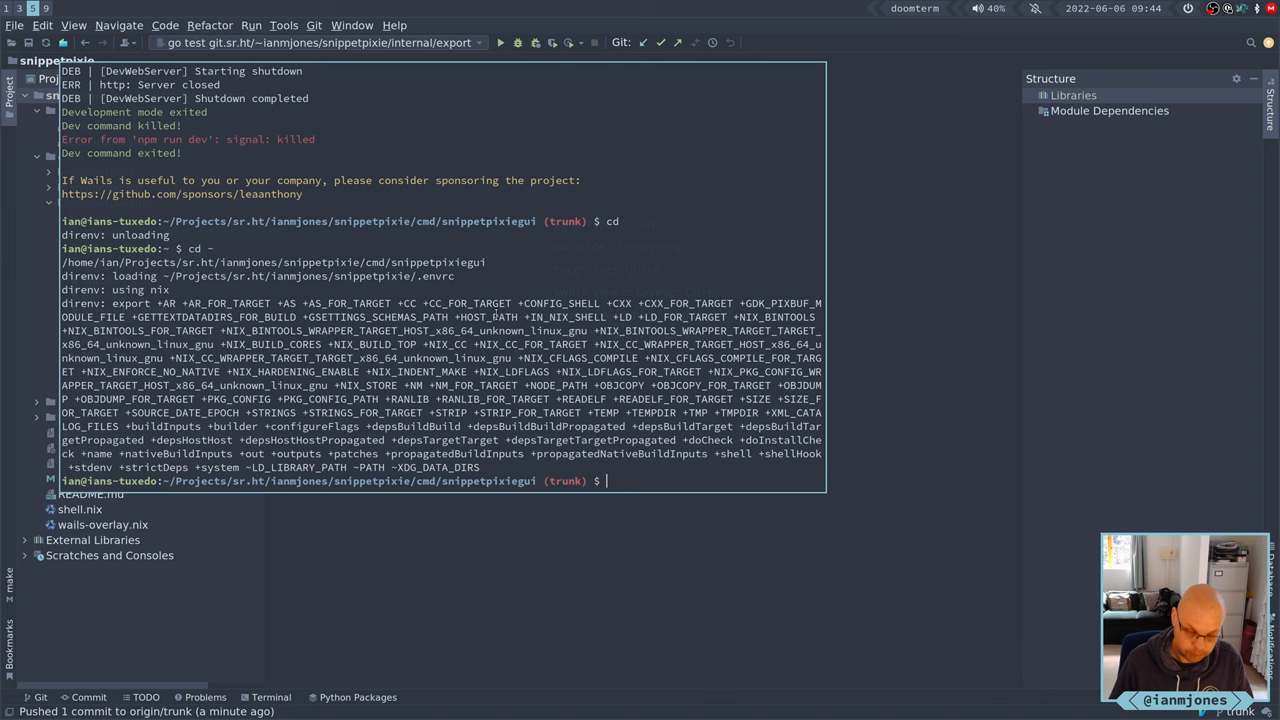 1 3 5 9
doomterm
40%
2022-06-06 09:44
File Edit View Navigate Code Refactor Run Tools Git Window Help
go test git.sr.ht/~ianmjones/snippetpixie/internal/export
Git:
snippetpixie
Project
DEB | [DevWebServer] Starting shutdown
ERR | http: Server closed
DEB | [DevWebServer] Shutdown completed
Development mode exited
Dev command killed!
Error from 'npm run dev': signal: killed
Dev command exited!
If Wails is useful to you or your company, please consider sponsoring the project:
https://github.com/sponsors/leaanthony
ian@ians-tuxedo:~/Projects/sr.ht/ianmjones/snippetpixie/cmd/snippetpixiegui (trunk) $ cd
direnv: unloading
ian@ians-tuxedo:~ $ cd -
/home/ian/Projects/sr.ht/ianmjones/snippetpixie/cmd/snippetpixiegui
direnv: loading ~/Projects/sr.ht/ianmjones/snippetpixie/.envrc
direnv: using nix
direnv: export +AR +AR_FOR_TARGET +AS +AS_FOR_TARGET +CC +CC_FOR_TARGET +CONFIG_SHELL +CXX +CXX_FOR_TARGET +GDK_PIXBUF_M
ODULE_FILE +GETTEXTDATADIRS_FOR_BUILD +GSETTINGS_SCHEMAS_PATH +HOST_PATH +IN_NIX_SHELL +LD +LD_FOR_TARGET +NIX_BINTOOLS
+NIX_BINTOOLS_FOR_TARGET +NIX_BINTOOLS_WRAPPER_TARGET_HOST_x86_64_unknown_linux_gnu +NIX_BINTOOLS_WRAPPER_TARGET_TARGET_
x86_64_unknown_linux_gnu +NIX_BUILD_CORES +NIX_BUILD_TOP +NIX_CC +NIX_CC_FOR_TARGET +NIX_CC_WRAPPER_TARGET_HOST_x86_64_u
nknown_linux_gnu +NIX_CC_WRAPPER_TARGET_TARGET_x86_64_unknown_linux_gnu +NIX_CFLAGS_COMPILE +NIX_CFLAGS_COMPILE_FOR_TARG
ET +NIX_ENFORCE_NO_NATIVE +NIX_HARDENING_ENABLE +NIX_INDENT_MAKE +NIX_LDFLAGS +NIX_LDFLAGS_FOR_TARGET +NIX_PKG_CONFIG_WR
APPER_TARGET_HOST_x86_64_unknown_linux_gnu +NIX_STORE +NM +NM_FOR_TARGET +NODE_PATH +OBJCOPY +OBJCOPY_FOR_TARGET +OBJDUM
P +OBJDUMP_FOR_TARGET +PKG_CONFIG +PKG_CONFIG_PATH +RANLIB +RANLIB_FOR_TARGET +READELF +READELF_FOR_TARGET +SIZE +SIZE_F
OR_TARGET +SOURCE_DATE_EPOCH +STRINGS +STRINGS_FOR_TARGET +STRIP +STRIP_FOR_TARGET +TEMP +TEMPDIR +TMP +TMPDIR +XML_CATA
LOG_FILES +buildInputs +builder +configureFlags +depsBuildBuild +depsBuildBuildPropagated +depsBuildTarget +depsBuildTar
getPropagated +depsHostHost +depsHostHostPropagated +depsTargetTarget +depsTargetTargetPropagated +doCheck +doInstallChe
ck +name +nativeBuildInputs +out +outputs +patches +propagatedBuildInputs +propagatedNativeBuildInputs +shell +shellHook
+stdenv +strictDeps +system ~LD_LIBRARY_PATH ~PATH ~XDG_DATA_DIRS
ian@ians-tuxedo:~/Projects/sr.ht/ianmjones/snippetpixie/cmd/snippetpixiegui (trunk) $
README.md
shell.nix
wails-overlay.nix
External Libraries
Scratches and Consoles
Structure
Libraries
Module Dependencies
Structure
Database
Notifications
make
Bookmarks
Git Commit TODO Problems Terminal Python Packages
Pushed 1 commit to origin/trunk (a minute ago)
trunk
@ianmjones